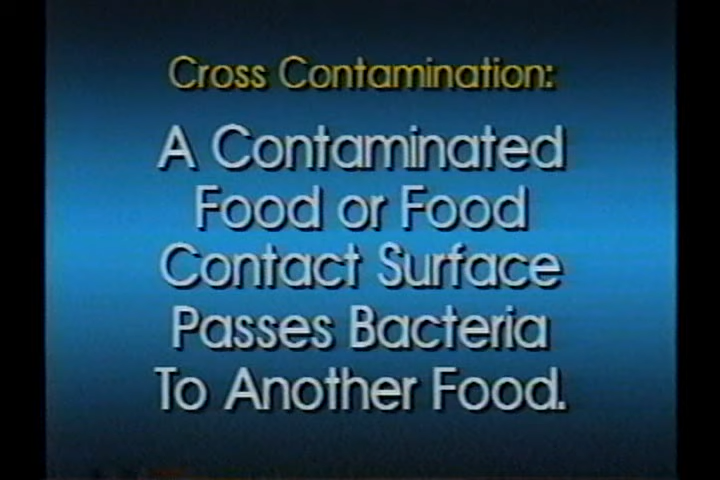 Cross Contamination:
A Contaminated
Food or Food
Contact Surface
Passes Bacteria
To Another Food.